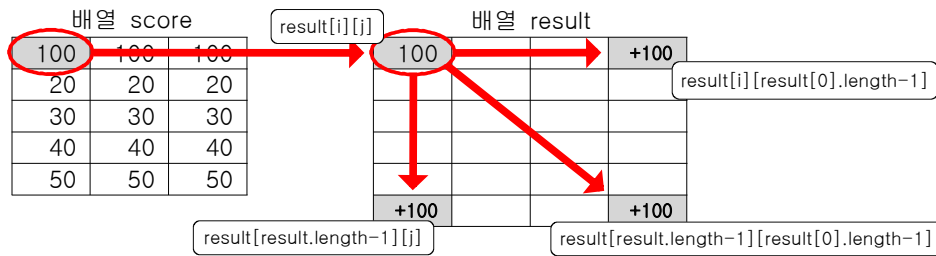 배열 score
result[i][j]
배열 result
100 100 100
100
+100
20 20 20
result[i][result[0].length-1]
30 30 30
40 40 40
50 50 50
+100
+100
result[result.length-1][j]
result[result.length-1][result[0].length-1]